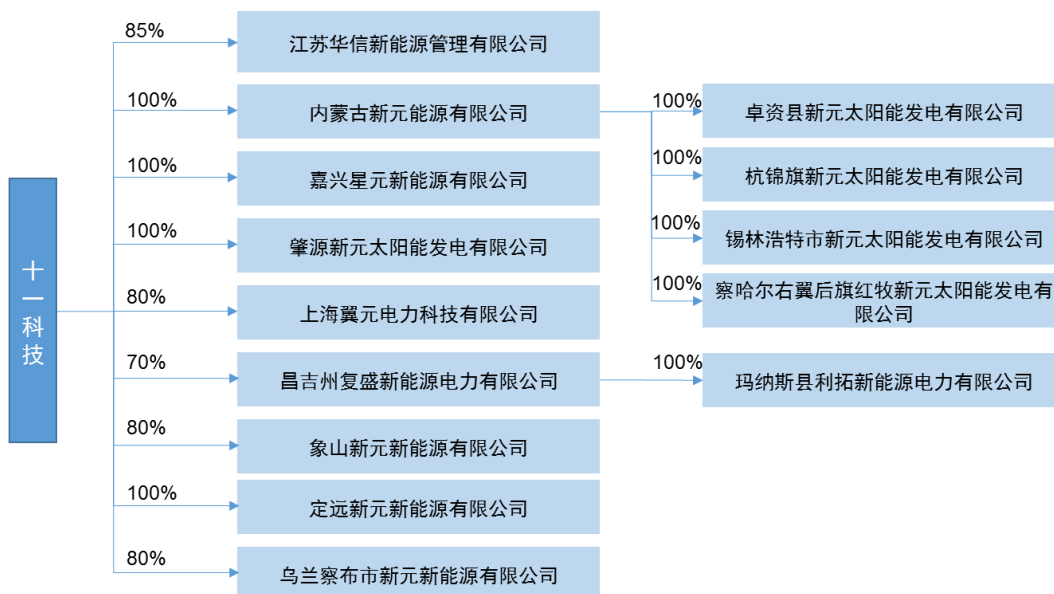 十一科技
85%
江苏华信新能源管理有限公司
100%
内蒙古新元能源有限公司
100%
卓资县新元太阳能发电有限公司
100%
杭锦旗新元太阳能发电有限公司
100%
锡林浩特市新元太阳能发电有限公司
100%
察哈尔右翼后旗红牧新元太阳能发电有
限公司
100%
嘉兴星元新能源有限公司
100%
肇源新元太阳能发电有限公司
80%
上海翼元电力科技有限公司
70%
昌吉州复盛新能源电力有限公司
100%
玛纳斯县利拓新能源电力有限公司
80%
象山新元新能源有限公司
100%
定远新元新能源有限公司
80%
乌兰察布市新元新能源有限公司